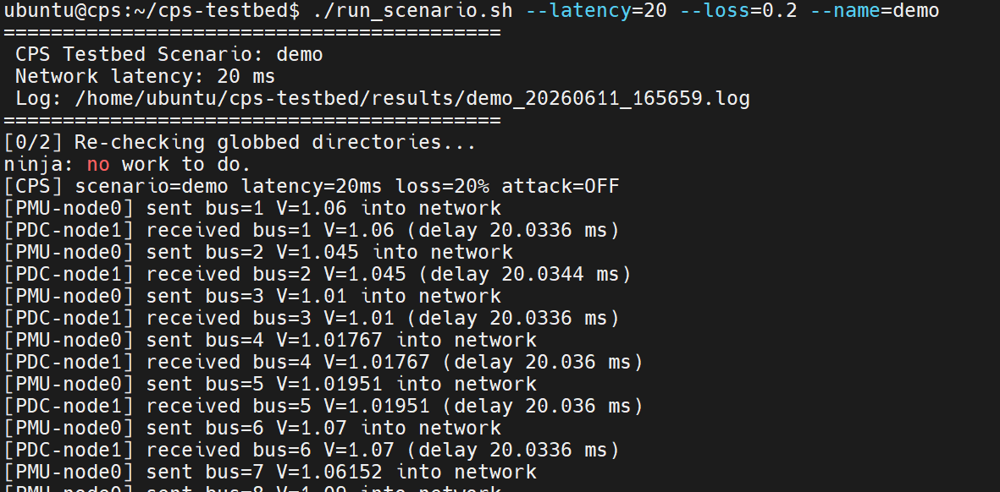 ubuntu@cps:~/cps-testbed$ ./run_scenario.sh --latency=20 --loss=0.2 --name=demo
==========================================
CPS Testbed Scenario: demo
Network latency: 20 ms
Log: /home/ubuntu/cps-testbed/results/demo_20260611_165659.log
==========================================
[0/2] Re-checking globbed directories...
ninja: no work to do.
[CPS] scenario=demo latency=20ms loss=20% attack=OFF
[PMU-node0] sent bus=1 V=1.06 into network
[PDC-node1] received bus=1 V=1.06 (delay 20.0336 ms)
[PMU-node0] sent bus=2 V=1.045 into network
[PDC-node1] received bus=2 V=1.045 (delay 20.0344 ms)
[PMU-node0] sent bus=3 V=1.01 into network
[PDC-node1] received bus=3 V=1.01 (delay 20.0336 ms)
[PMU-node0] sent bus=4 V=1.01767 into network
[PDC-node1] received bus=4 V=1.01767 (delay 20.036 ms)
[PMU-node0] sent bus=5 V=1.01951 into network
[PDC-node1] received bus=5 V=1.01951 (delay 20.036 ms)
[PMU-node0] sent bus=6 V=1.07 into network
[PDC-node1] received bus=6 V=1.07 (delay 20.0336 ms)
[PMU-node0] sent bus=7 V=1.06152 into network
[PMU-node0] sent bus=8 V=1.09 into network